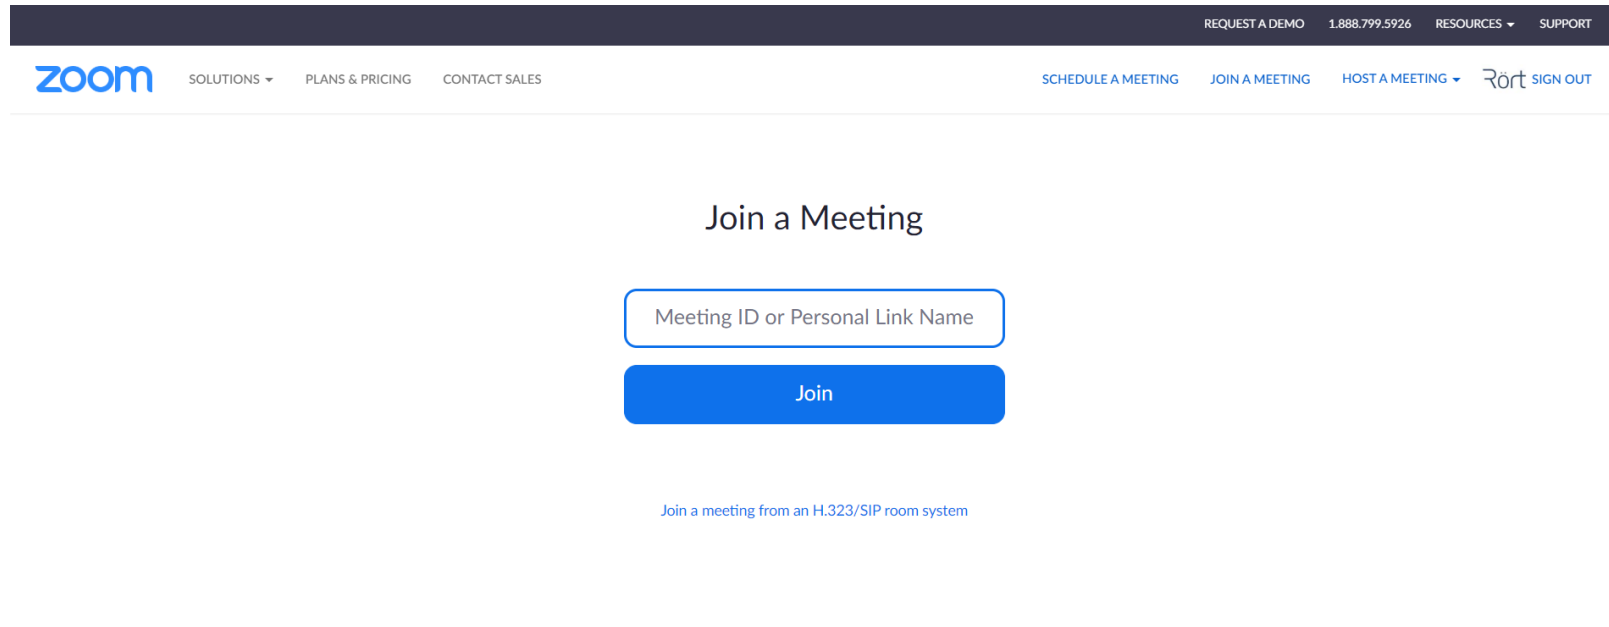 REQUEST A DEMO 1.888.799.5926 RESOURCES SUPPORT
zoom SOLUTIONS PLANS & PRICING CONTACT SALES SCHEDULE A MEETING JOIN A MEETING HOST A MEETING SIGN OUT
Join a Meeting
Meeting ID or Personal Link Name
Join
Join a meeting from an H.323/SIP room system